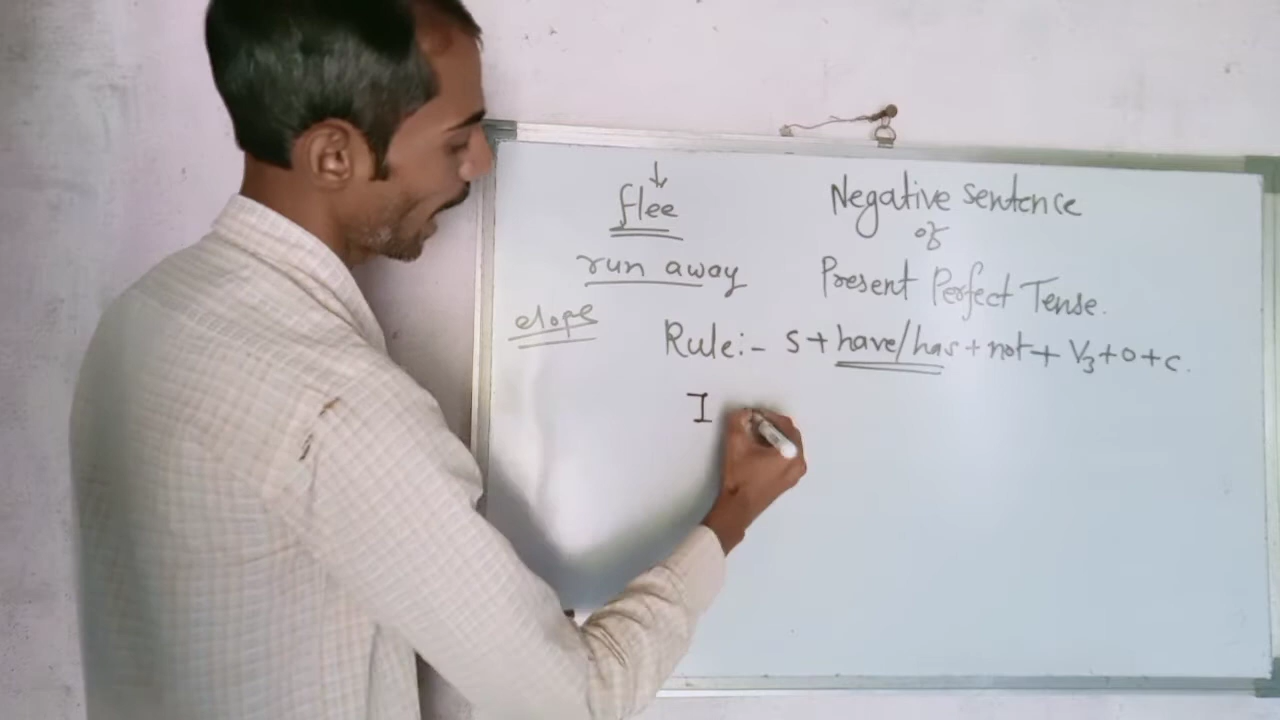 flee
run away
elope
Negative sentence
of
Present Perfect Tense.
Rule:- S+have/has+not+V3+o+c.
I